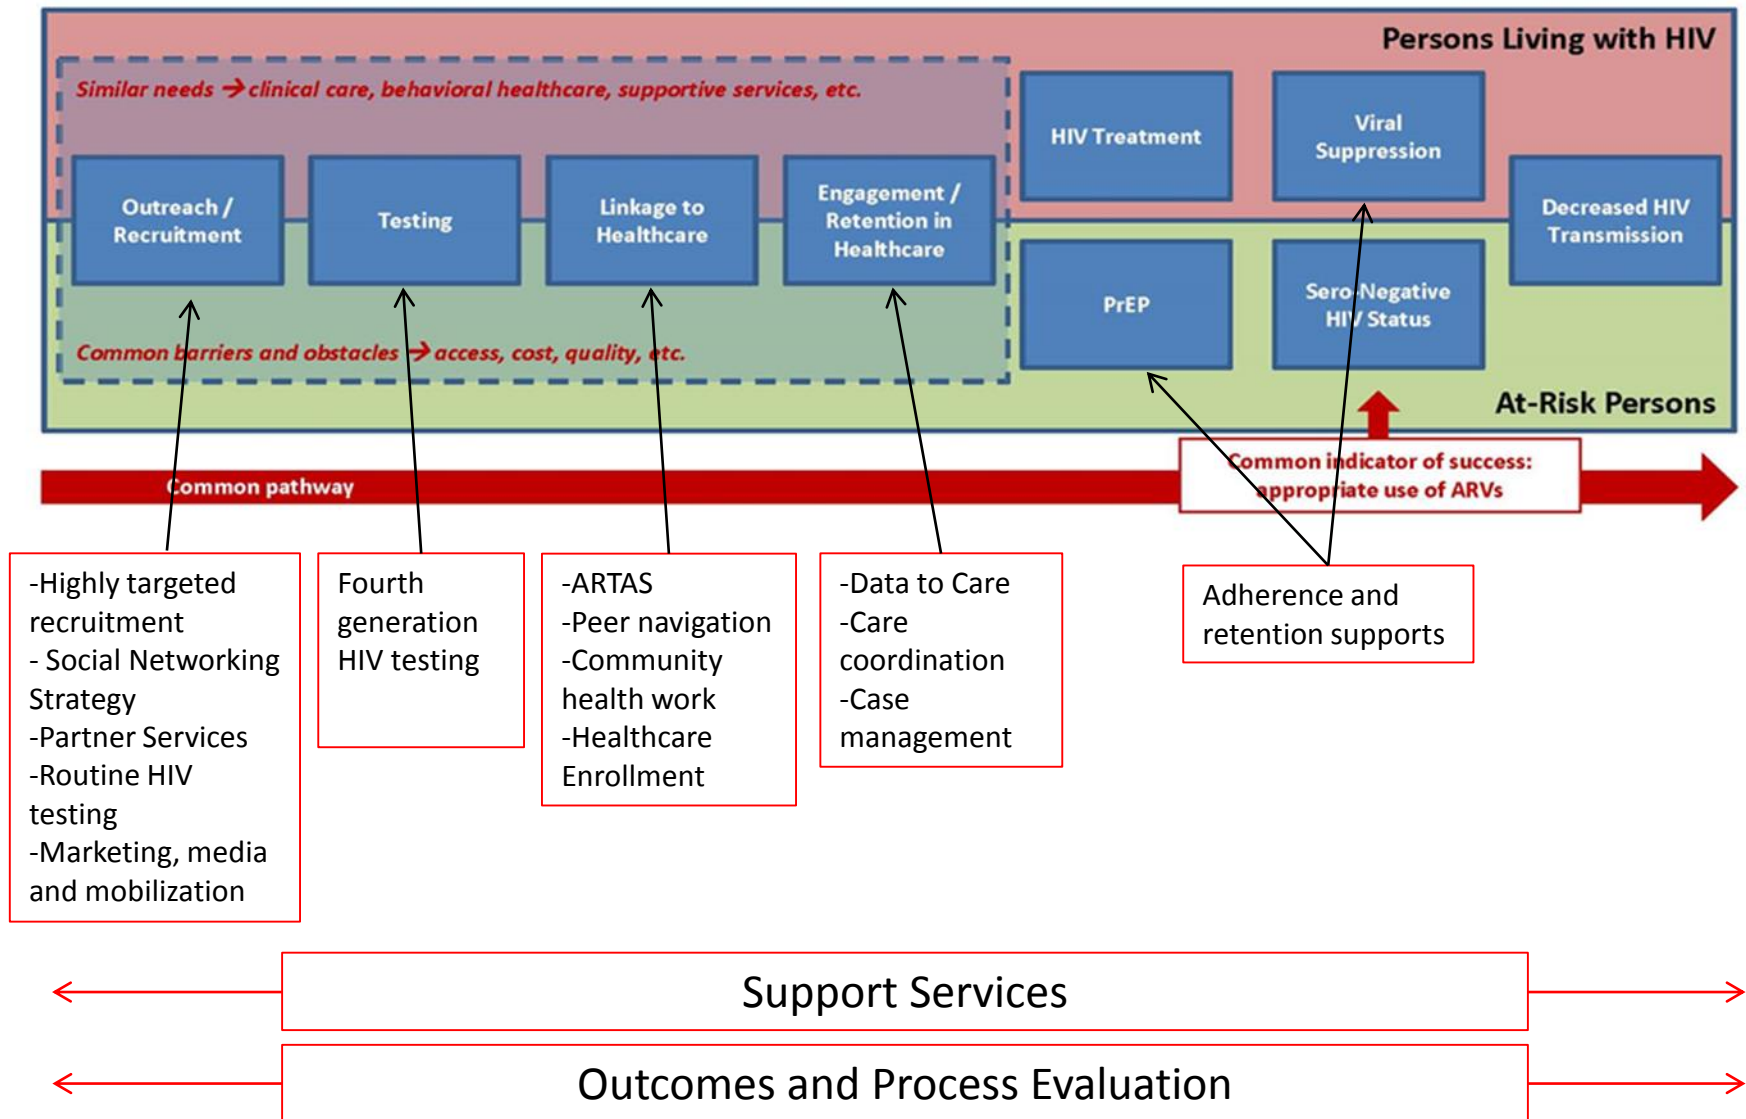 Persons Living with HIV
Similar needs → clinical care, behavioral healthcare, supportive services, etc.
Outreach /
Recruitment
Testing
Linkage to
Healthcare
Engagement /
Retention in
Healthcare
HIV Treatment
Viral
Suppression
Decreased HIV
Transmission
PrEP
Sero-Negative
HIV Status
Common barriers and obstacles → access, cost, quality, etc.
At-Risk Persons
Common pathway
Common indicator of success:
appropriate use of ARVs
-Highly targeted
recruitment
- Social Networking
Strategy
-Partner Services
-Routine HIV
testing
-Marketing, media
and mobilization
Fourth
generation
HIV testing
-ARTAS
-Peer navigation
-Community
health work
-Healthcare
Enrollment
-Data to Care
-Care
coordination
-Case
management
Adherence and
retention supports
Support Services
Outcomes and Process Evaluation